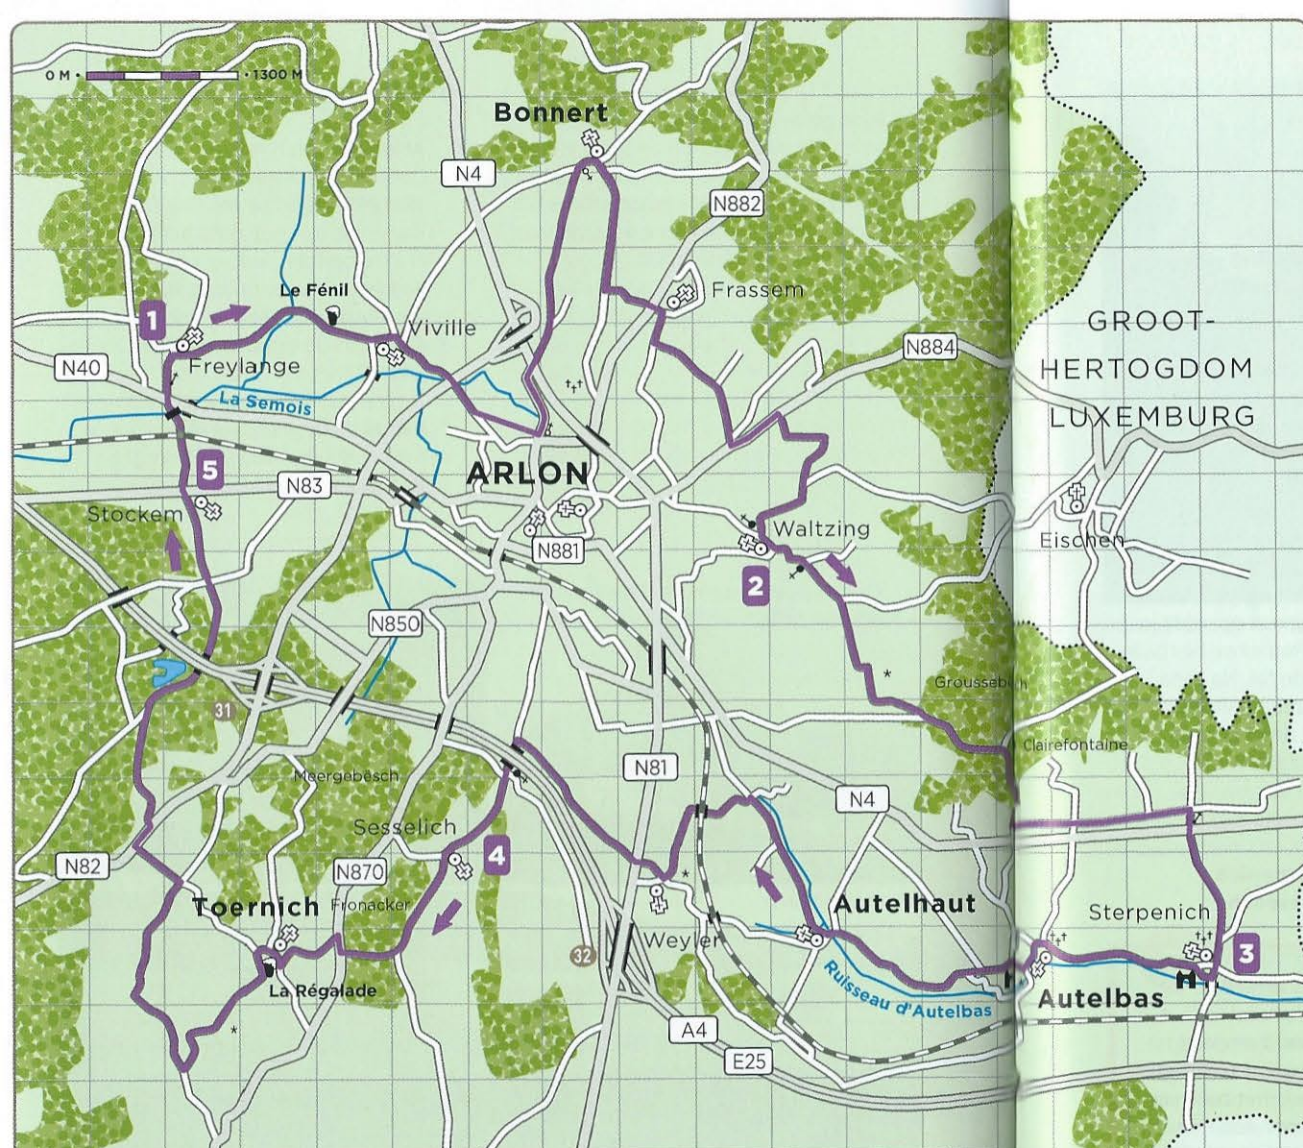 0 M • • 1300 M
Bonnert
N4
N882
Le Fénil
Frassem
1
Viville
GROOT-
HERTOGDOM
LUXEMBURG
N40
Freylange
N884
La Semois
5
ARLON
N83
Stockem
Waltzing
Eischen
N881
2
N850
31
Groussebësch
Clairefontaine
N81
Meergebësch
N4
Sesselich
4
N82
N870
Toernich
Fronacker
Autelhaut
Sterpenich
Weyler
3
32
La Régalade
Ruisseau d'Autelbas
Autelbas
A4
E25